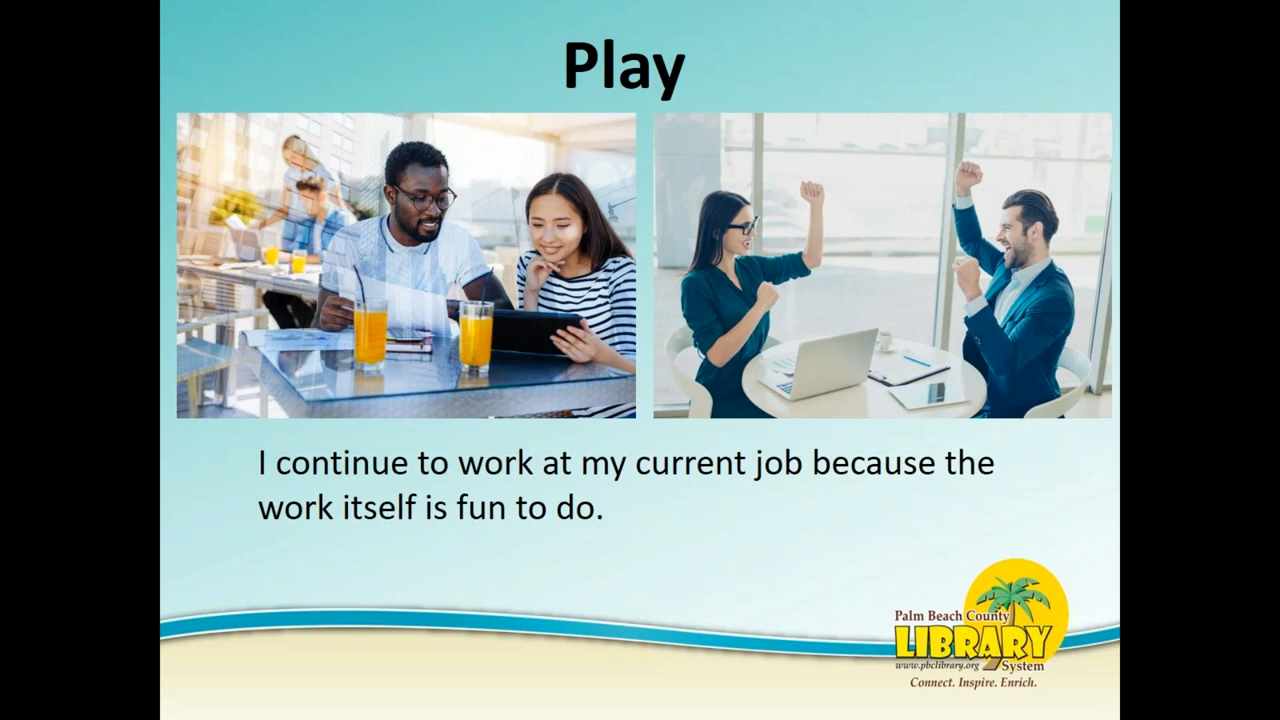 Play
I continue to work at my current job because the
work itself is fun to do.
Palm Beach County
LIBRARY
www.pbclibrary.org System
Connect. Inspire. Enrich.